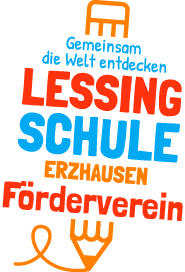 Gemeinsam
die Welt entdecken
LESSING
SCHULE
ERZHAUSEN
Förderverein